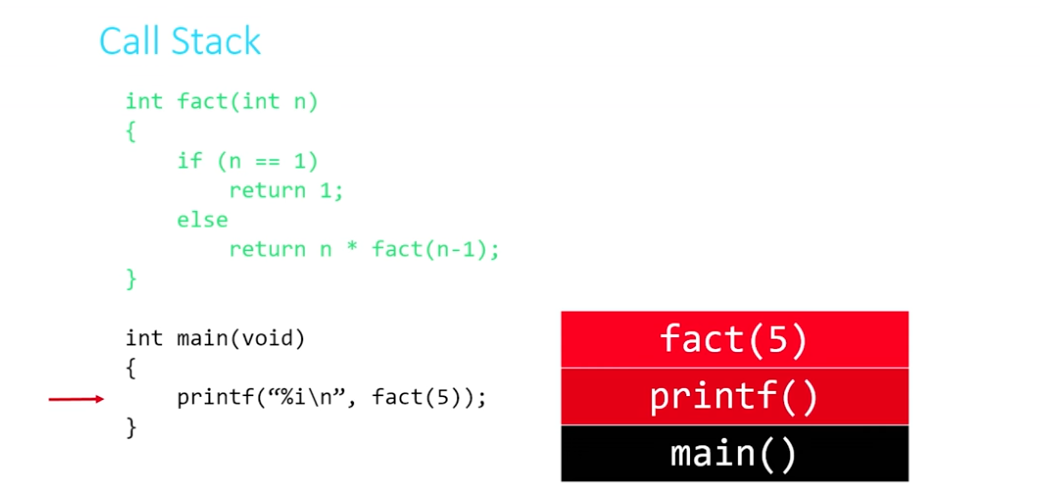 Call Stack
int fact(int n)
{
    if (n == 1)
        return 1;
    else
        return n * fact(n-1);
}
int main(void)
{
    printf(“%i\n”, fact(5));
}
fact(5)
printf()
main()